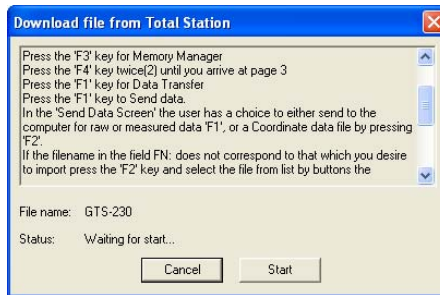 Download file from Total Station
Press the 'F3' key for Memory Manager
Press the 'F4' key twice(2) until you arrive at page 3
Press the 'F1' key for Data Transfer
Press the 'F1' key to Send data.
In the 'Send Data Screen' the user has a choice to either send to the
computer for raw or measured data 'F1', or a Coordinate data file by pressing
'F2'.
If the filename in the field FN: does not correspond to that which you desire
to import press the 'F2' key and select the file from list by buttons the
File name: GTS-230
Status: Waiting for start...
Cancel Start